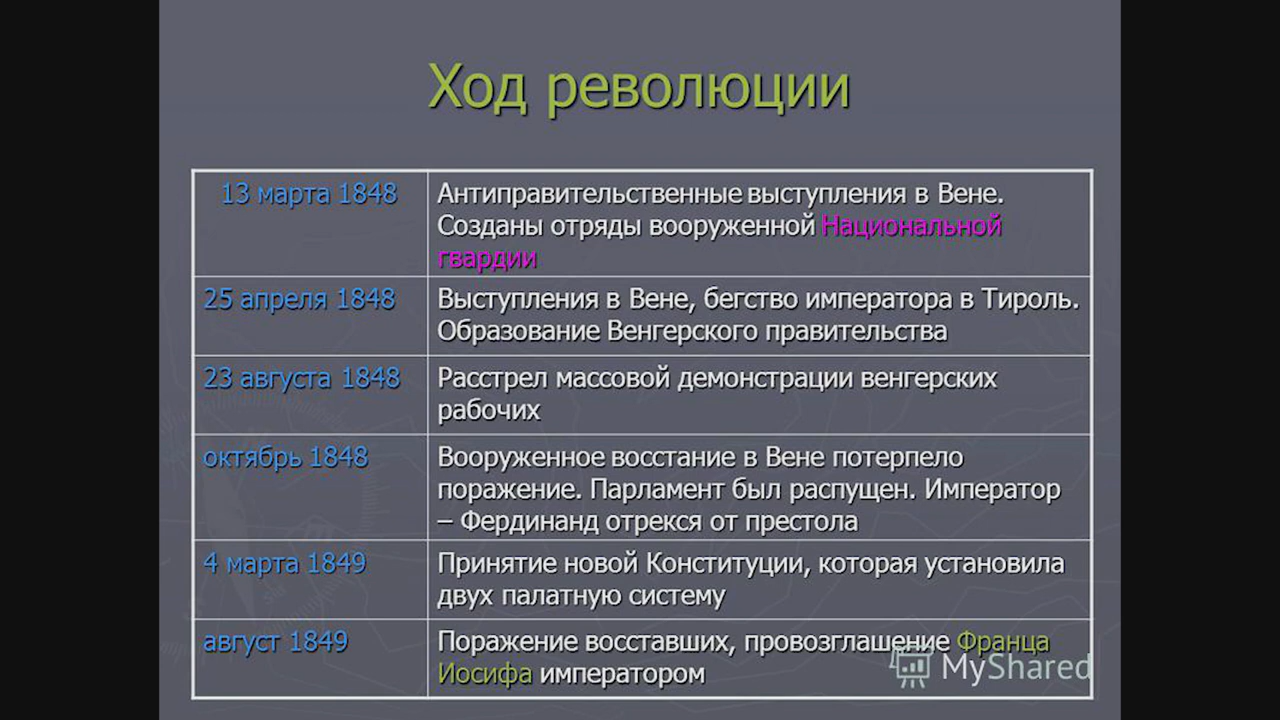 Ход революции
13 марта 1848
Антиправительственные выступления в Вене.
Созданы отряды вооруженной Национальной
гвардии
25 апреля 1848
Выступления в Вене, бегство императора в Тироль.
Образование Венгерского правительства
23 августа 1848
Расстрел массовой демонстрации венгерских
рабочих
октябрь 1848
Вооруженное восстание в Вене потерпело
поражение. Парламент был распущен. Император
– Фердинанд отрекся от престола
4 марта 1849
Принятие новой Конституции, которая установила
двух палатную систему
август 1849
Поражение восставших, провозглашение Франца
Иосифа императором
MyShared